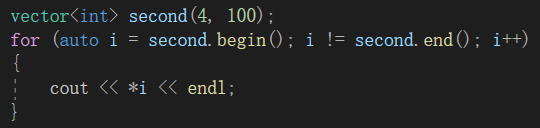 vector<int> second(4, 100);
for (auto i = second.begin(); i != second.end(); i++)
{
    cout << *i << endl;
}